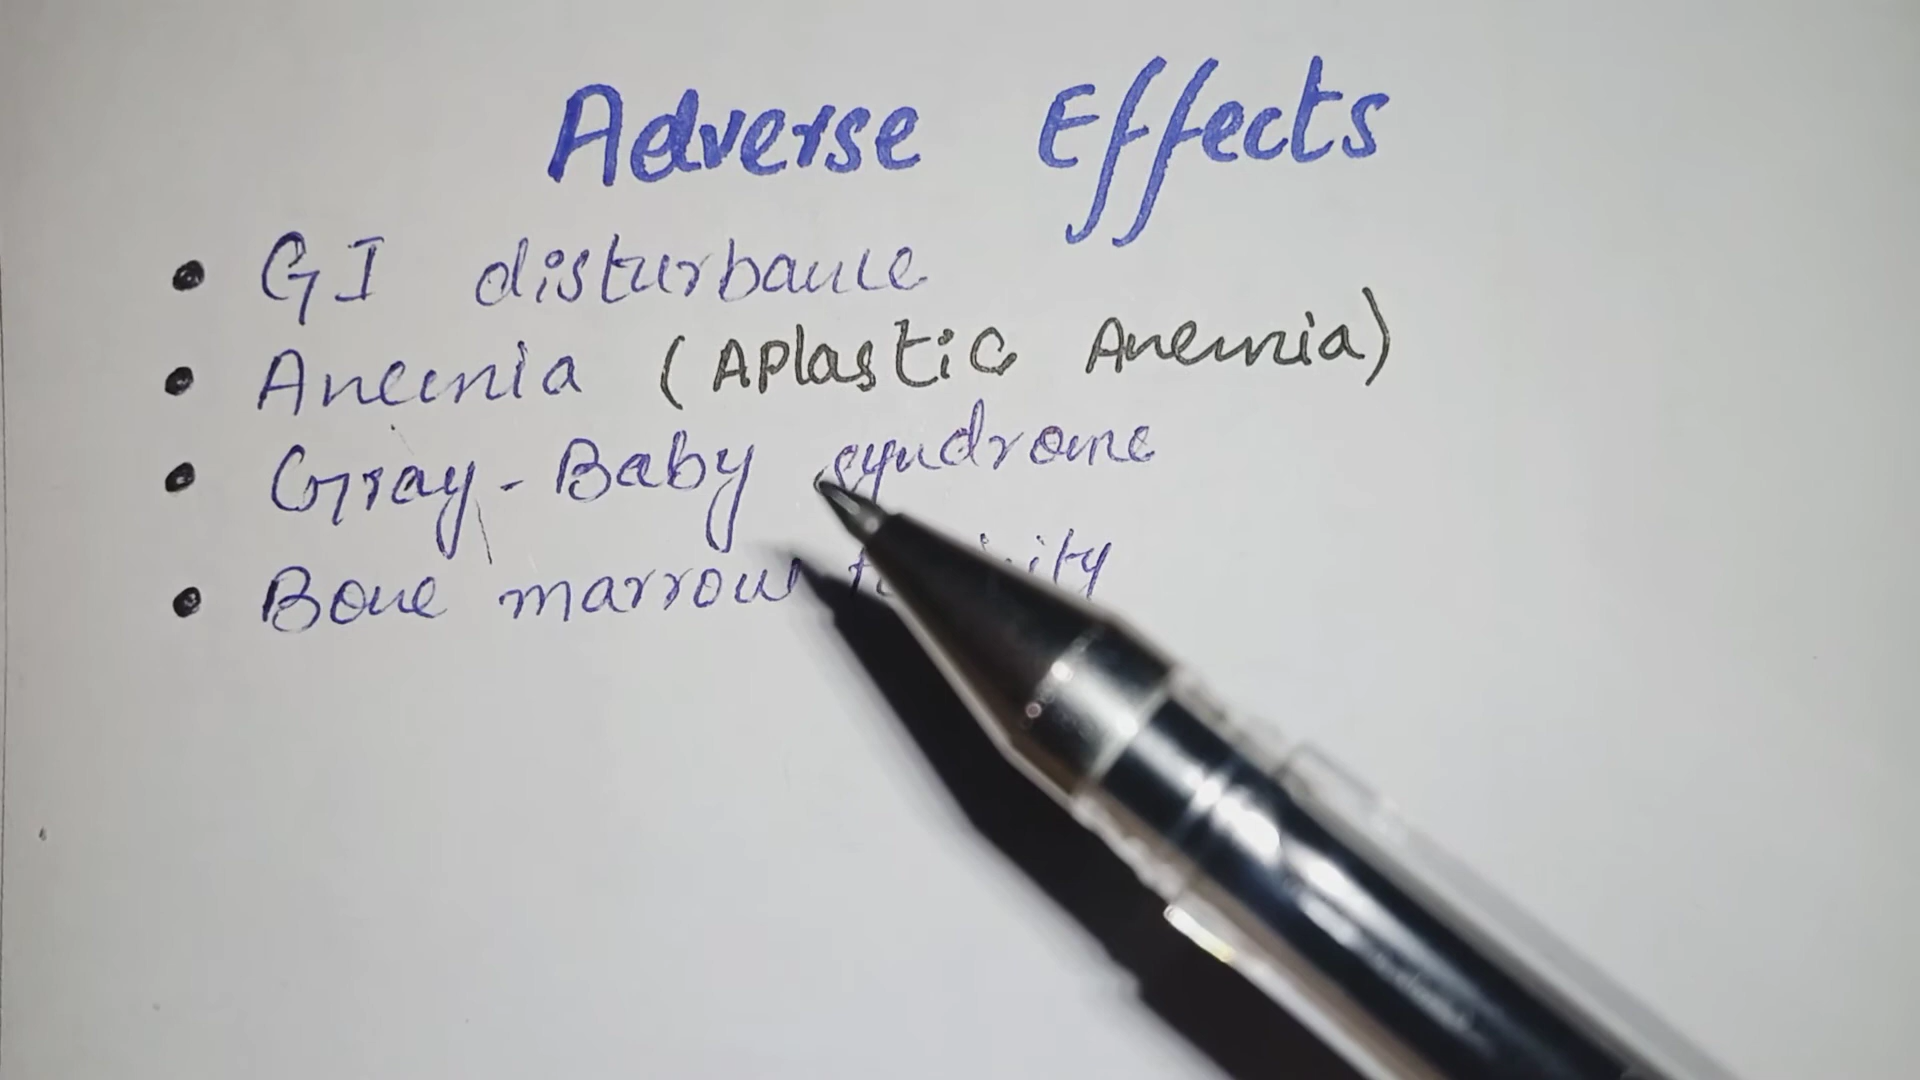 Adverse Effects
• GI disturbance
• Anemia (Aplastic Anemia)
• Gray-Baby syndrome
• Bone marrow